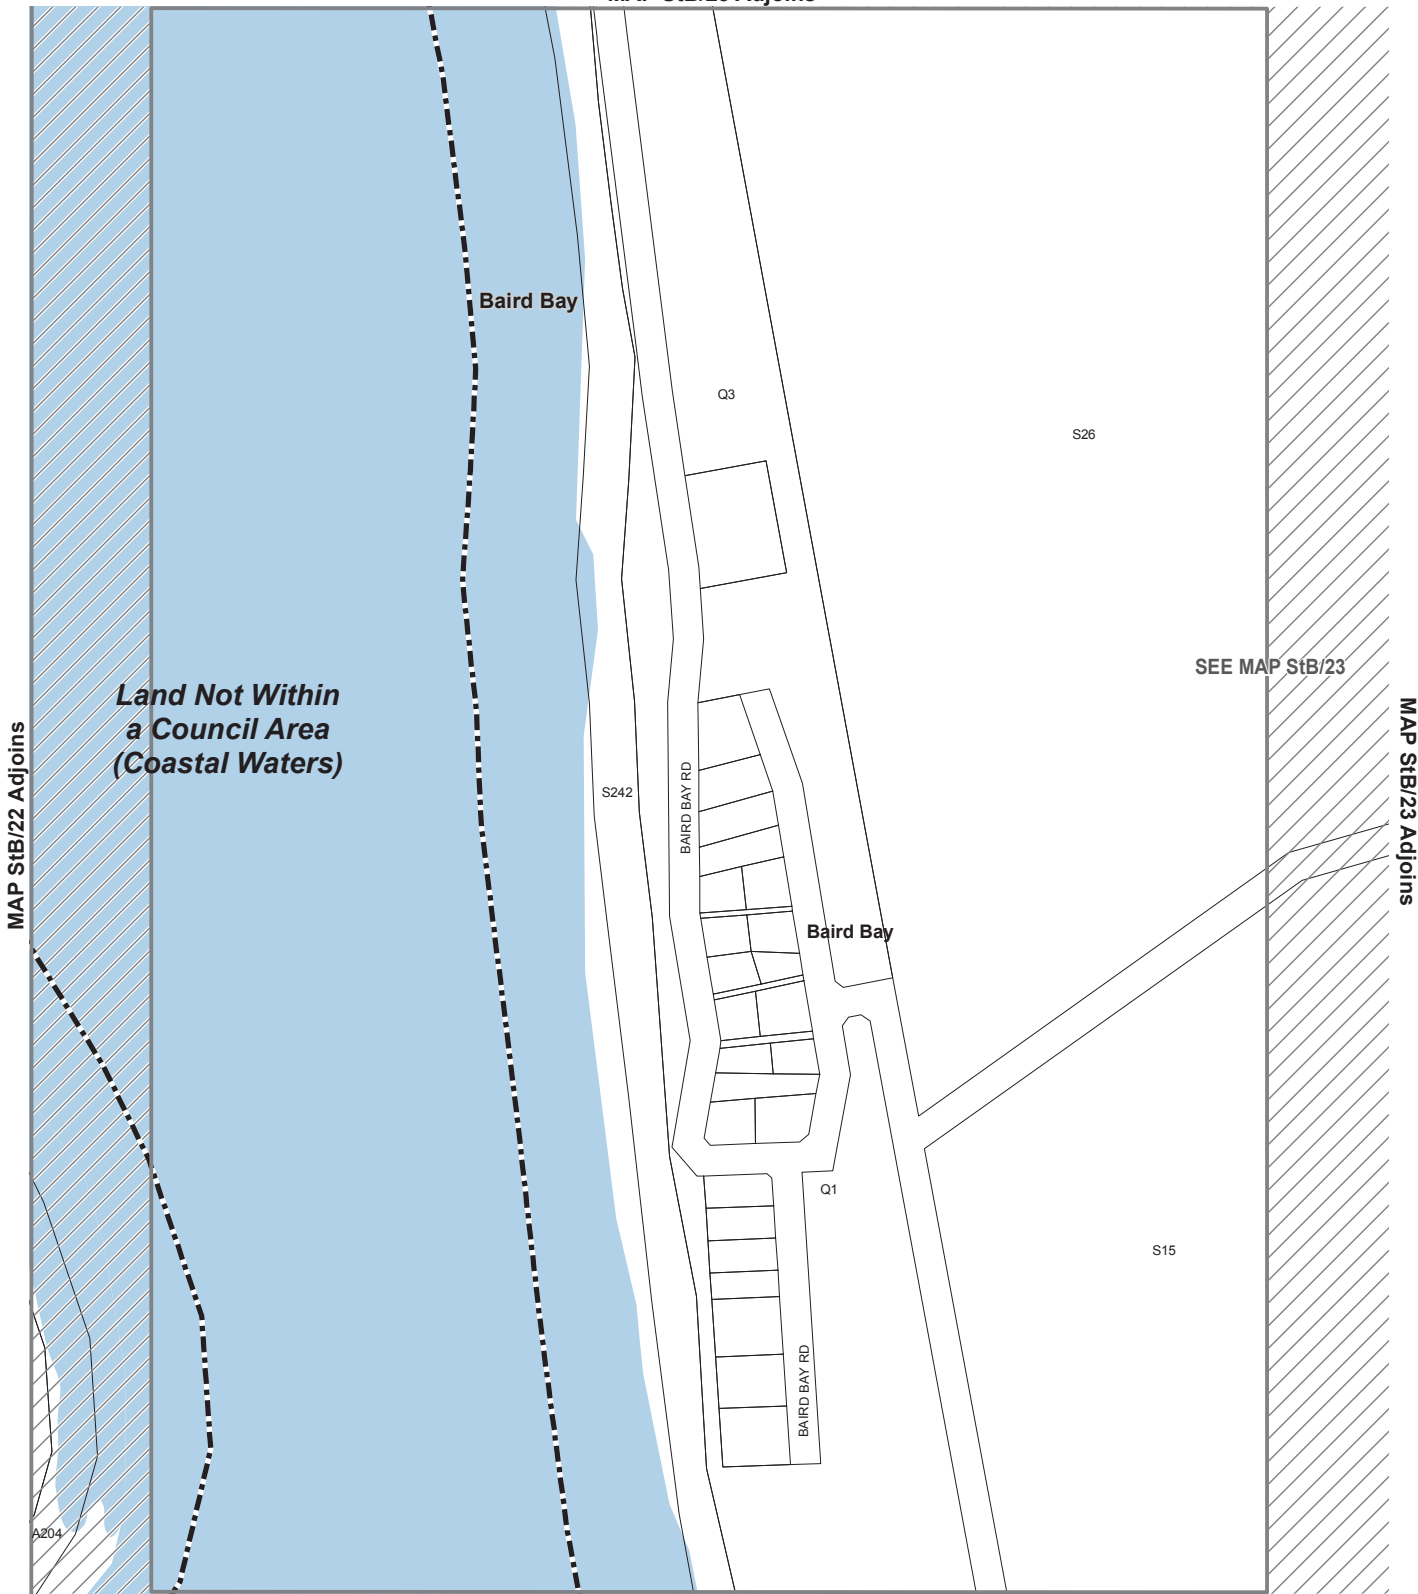 Baird Bay
Q3
S26
SEE MAP StB/23
Land Not Within
a Council Area
(Coastal Waters)
MAP StB/22 Adjoins
MAP StB/23 Adjoins
S242
BAIRD BAY RD
Baird Bay
Q1
S15
BAIRD BAY RD
A204